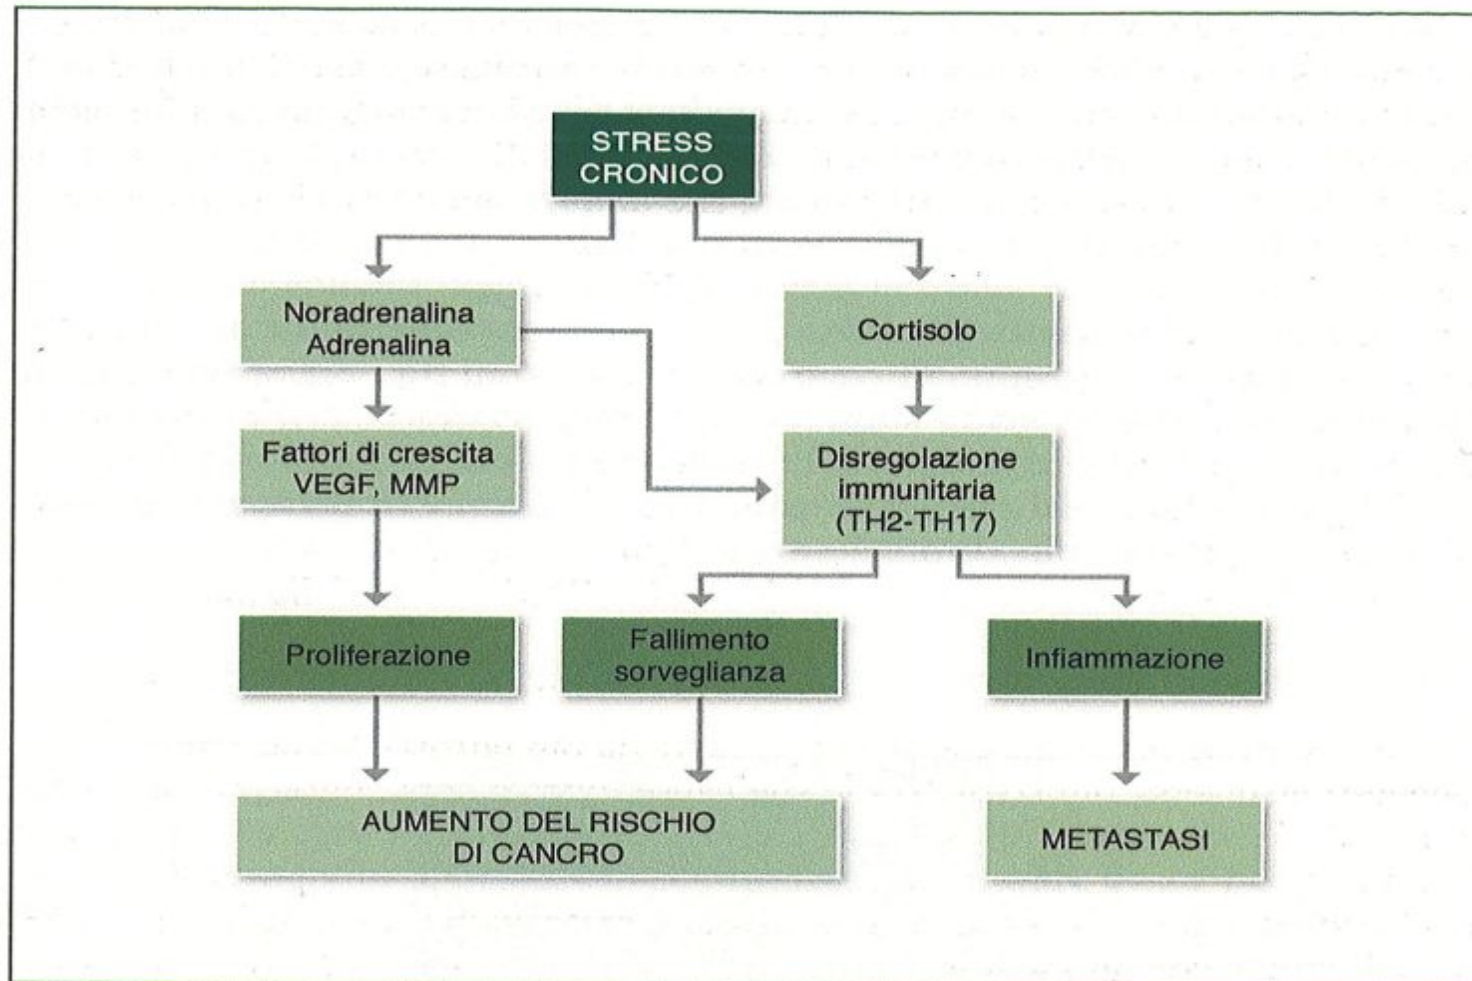 STRESS
CRONICO
Noradrenalina
Adrenalina
Cortisolo
Fattori di crescita
VEGF, MMP
Disregolazione
immunitaria
(TH2-TH17)
Proliferazione
Fallimento
sorveglianza
Infiammazione
AUMENTO DEL RISCHIO
DI CANCRO
METASTASI